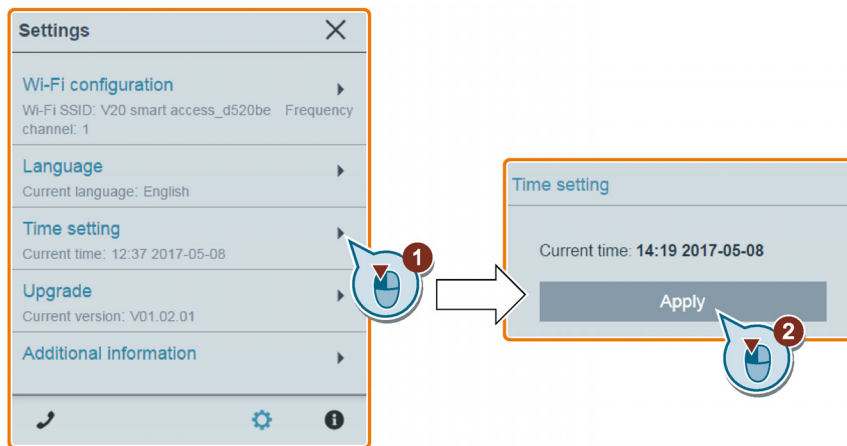 Settings
Wi-Fi configuration
Wi-Fi SSID: V20 smart access_d520be Frequency
channel: 1
Language
Current language: English
Time setting
Current time: 12:37 2017-05-08
1
Upgrade
Current version: V01.02.01
Additional information
Time setting
Current time: 14:19 2017-05-08
Apply
2